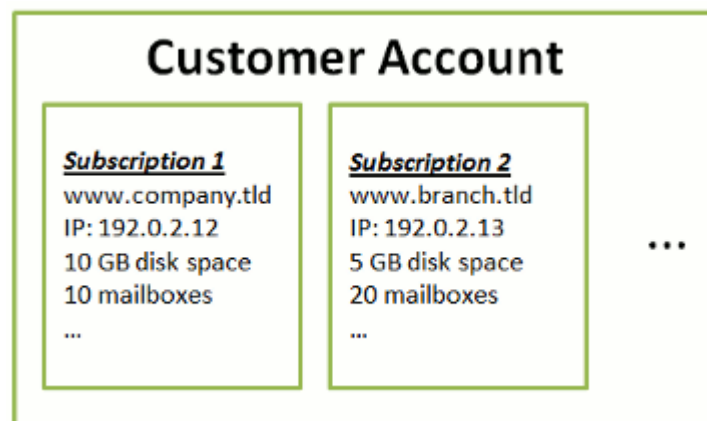 Customer Account
Subscription 1
www.company.tld
IP: 192.0.2.12
10 GB disk space
10 mailboxes
...
Subscription 2
www.branch.tld
IP: 192.0.2.13
5 GB disk space
20 mailboxes
...
...